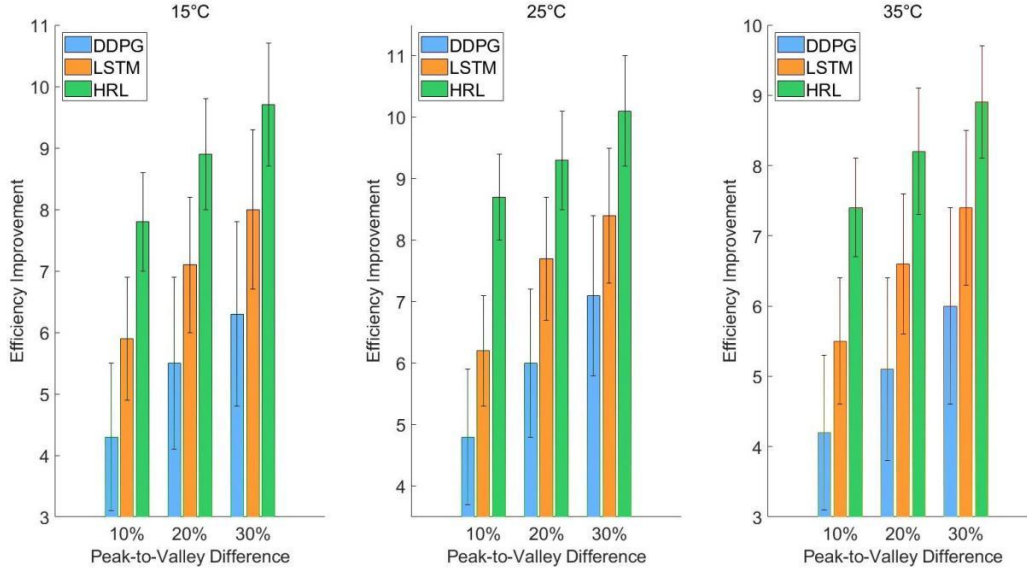 15°C
DDPG
LSTM
HRL
11
10
9
8
7
6
5
4
3
Efficiency Improvement
10% 20% 30%
Peak-to-Valley Difference
25°C
DDPG
LSTM
HRL
11
10
9
8
7
6
5
4
Efficiency Improvement
10% 20% 30%
Peak-to-Valley Difference
35°C
DDPG
LSTM
HRL
10
9
8
7
6
5
4
3
Efficiency Improvement
10% 20% 30%
Peak-to-Valley Difference